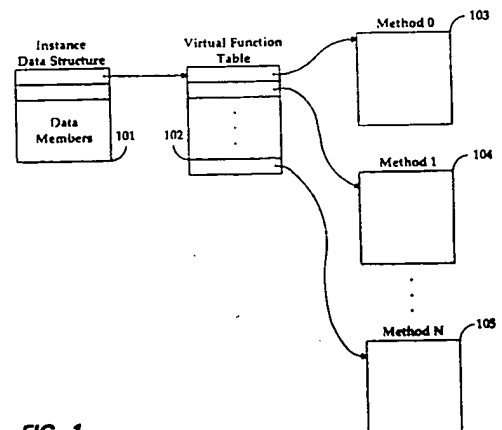 Instance
Data Structure
Data
Members
101
Virtual Function
Table
102
Method 0
103
Method 1
104
Method N
105
FIG. 1